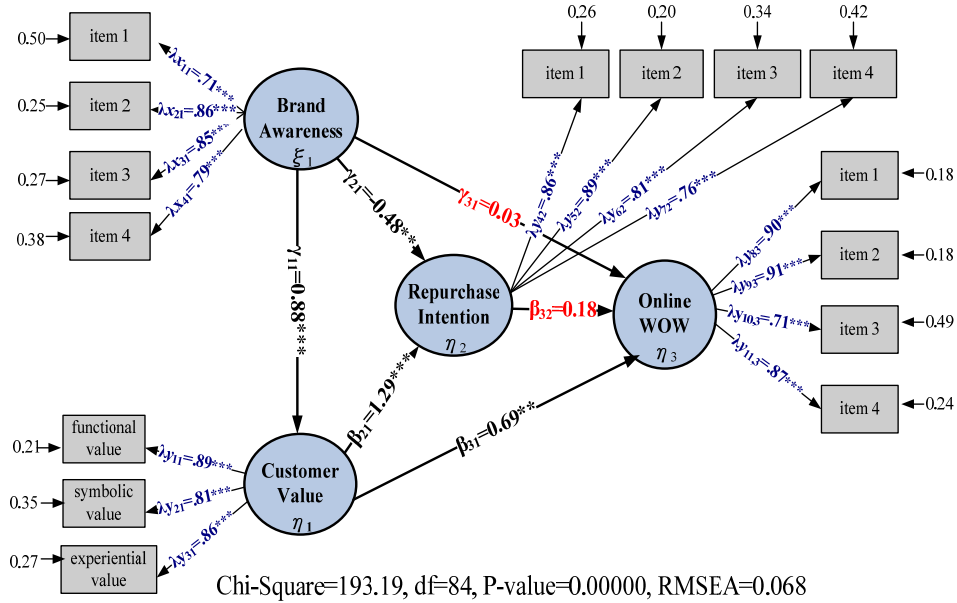 0.50
item 1
0.25
item 2
0.27
item 3
0.38
item 4
λx11=.71***
λx21=.86***
λx31=.85***
λx41=.79***
Brand
Awareness
ξ1
0.26
0.20
0.34
0.42
item 1
item 2
item 3
item 4
λy42=.86***
λy52=.89***
λy62=.81***
λy72=.76***
γ21=-0.48**
γ31=0.03
γ11=0.88***
Repurchase
Intention
η2
β32=0.18
Online
WOW
η3
λy83=.90***
λy93=.91***
λy10,3=.71***
λy11,3=.87***
item 1
0.18
item 2
0.18
item 3
0.49
item 4
0.24
β21=1.29***
β31=0.69**
0.21
functional
value
0.35
symbolic
value
0.27
experiential
value
λy11=.89***
λy21=.81***
λy31=.86***
Customer
Value
η1
Chi-Square=193.19, df=84, P-value=0.00000, RMSEA=0.068